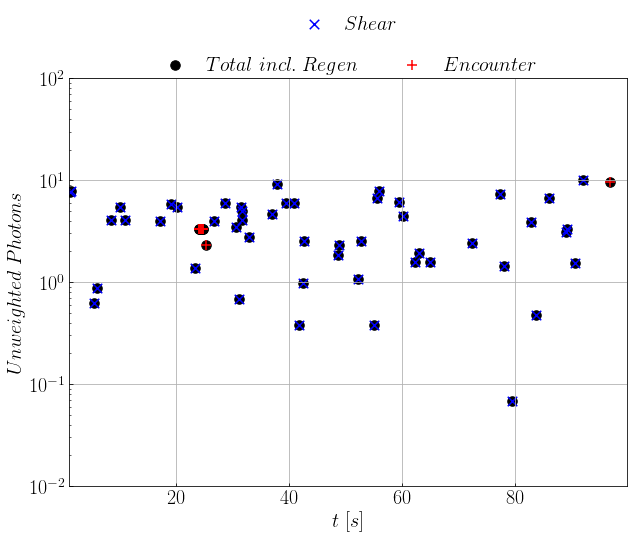 Shear
Total incl. Regen
Encounter
10^2
10^1
10^0
10^{-1}
10^{-2}
Unweighted Photons
20
40
60
80
t [s]